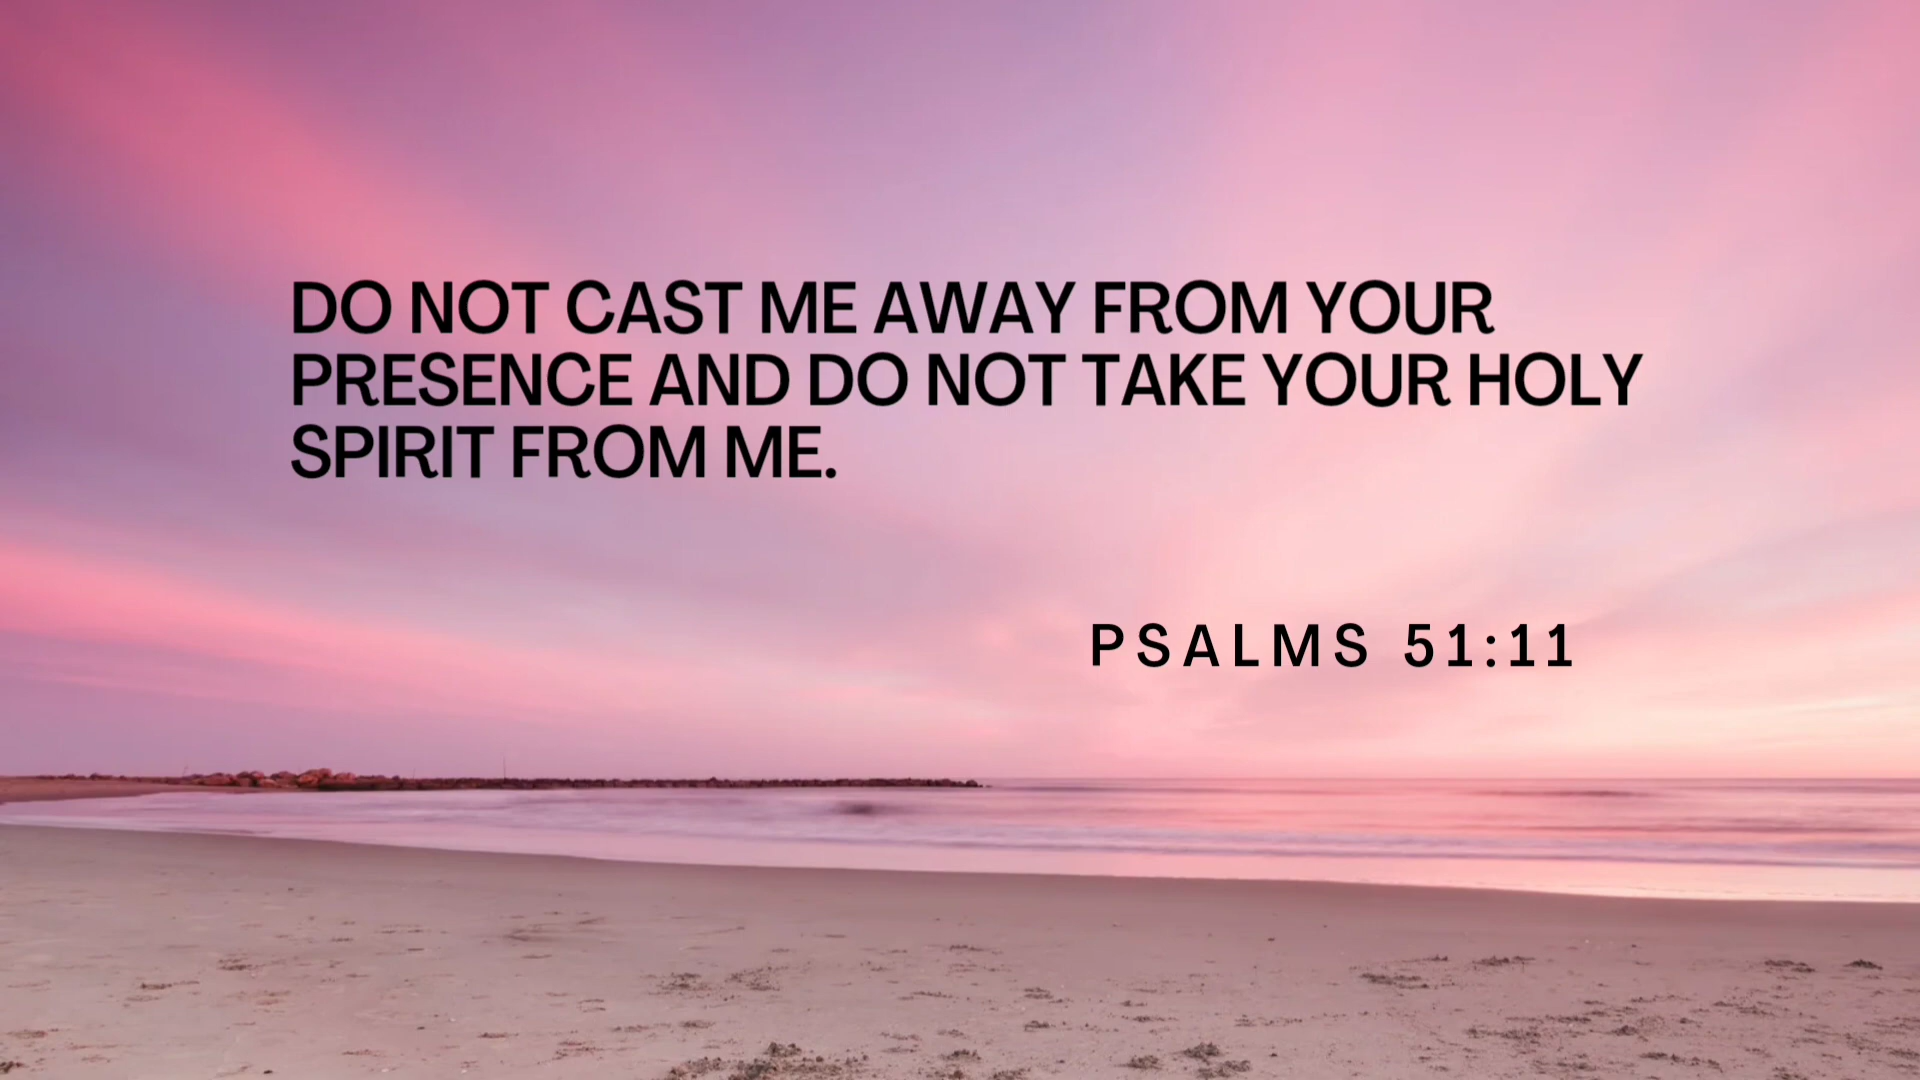 DO NOT CAST ME AWAY FROM YOUR
PRESENCE AND DO NOT TAKE YOUR HOLY
SPIRIT FROM ME.
PSALMS 51:11